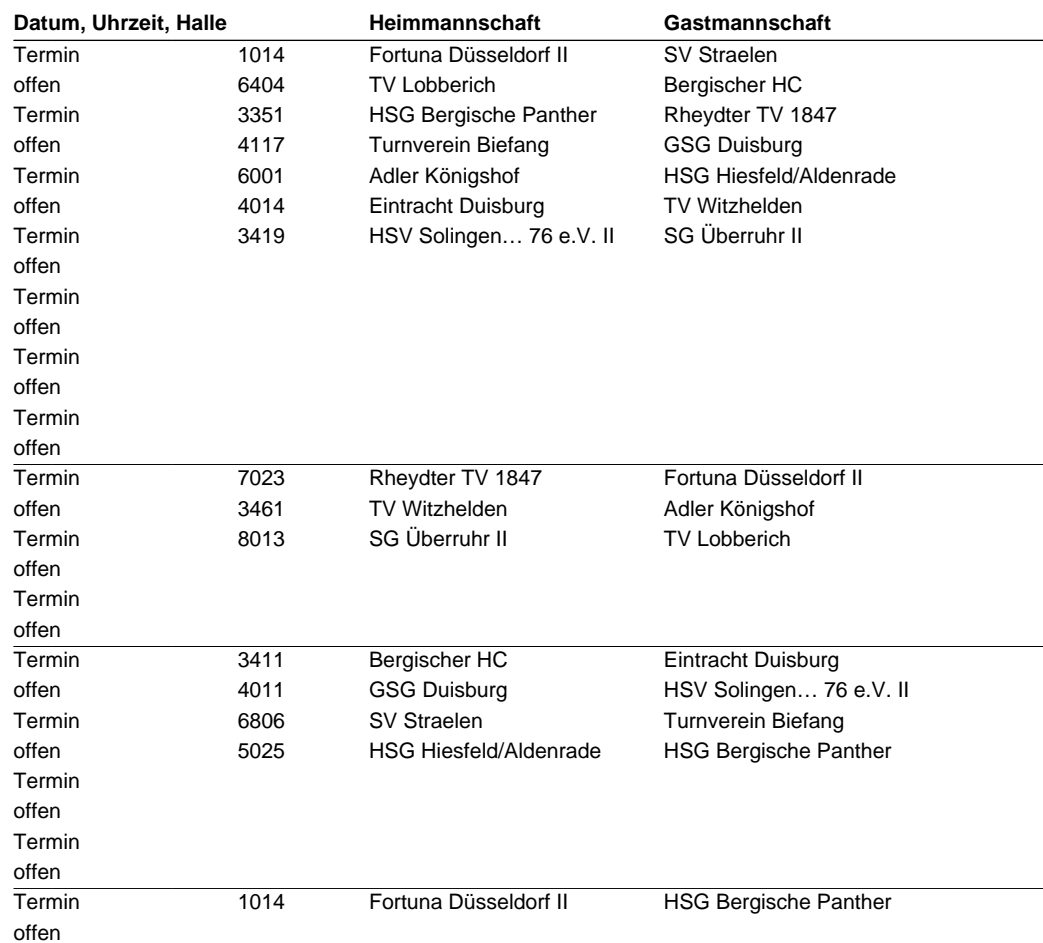 Datum, Uhrzeit, Halle Heimmannschaft Gastmannschaft
Termin 1014 Fortuna Düsseldorf II SV Straelen
offen 6404 TV Lobberich Bergischer HC
Termin 3351 HSG Bergische Panther Rheydter TV 1847
offen 4117 Turnverein Biefang GSG Duisburg
Termin 6001 Adler Königshof HSG Hiesfeld/Aldenrade
offen 4014 Eintracht Duisburg TV Witzhelden
Termin 3419 HSV Solingen… 76 e.V. II SG Überruhr II
offen
Termin
offen
Termin
offen
Termin
offen
Termin 7023 Rheydter TV 1847 Fortuna Düsseldorf II
offen 3461 TV Witzhelden Adler Königshof
Termin 8013 SG Überruhr II TV Lobberich
offen
Termin
offen
Termin 3411 Bergischer HC Eintracht Duisburg
offen 4011 GSG Duisburg HSV Solingen… 76 e.V. II
Termin 6806 SV Straelen Turnverein Biefang
offen 5025 HSG Hiesfeld/Aldenrade HSG Bergische Panther
Termin
offen
Termin
offen
Termin 1014 Fortuna Düsseldorf II HSG Bergische Panther
offen